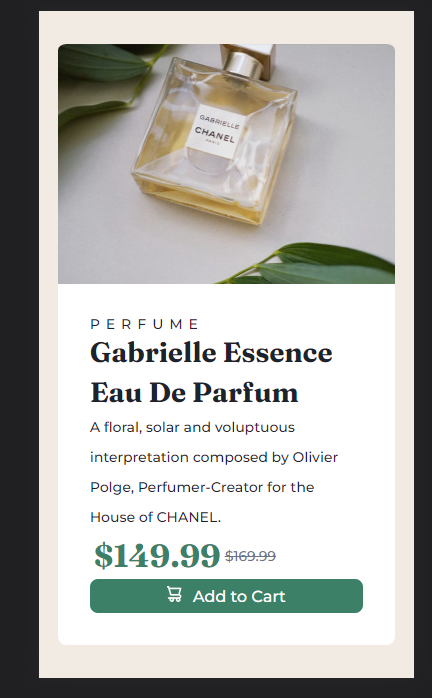 GABRIELLE
CHANEL
PARIS
PERFUME
Gabrielle Essence
Eau De Parfum
A floral, solar and voluptuous
interpretation composed by Olivier
Polge, Perfumer-Creator for the
House of CHANEL.
$149.99 $169.99
Add to Cart